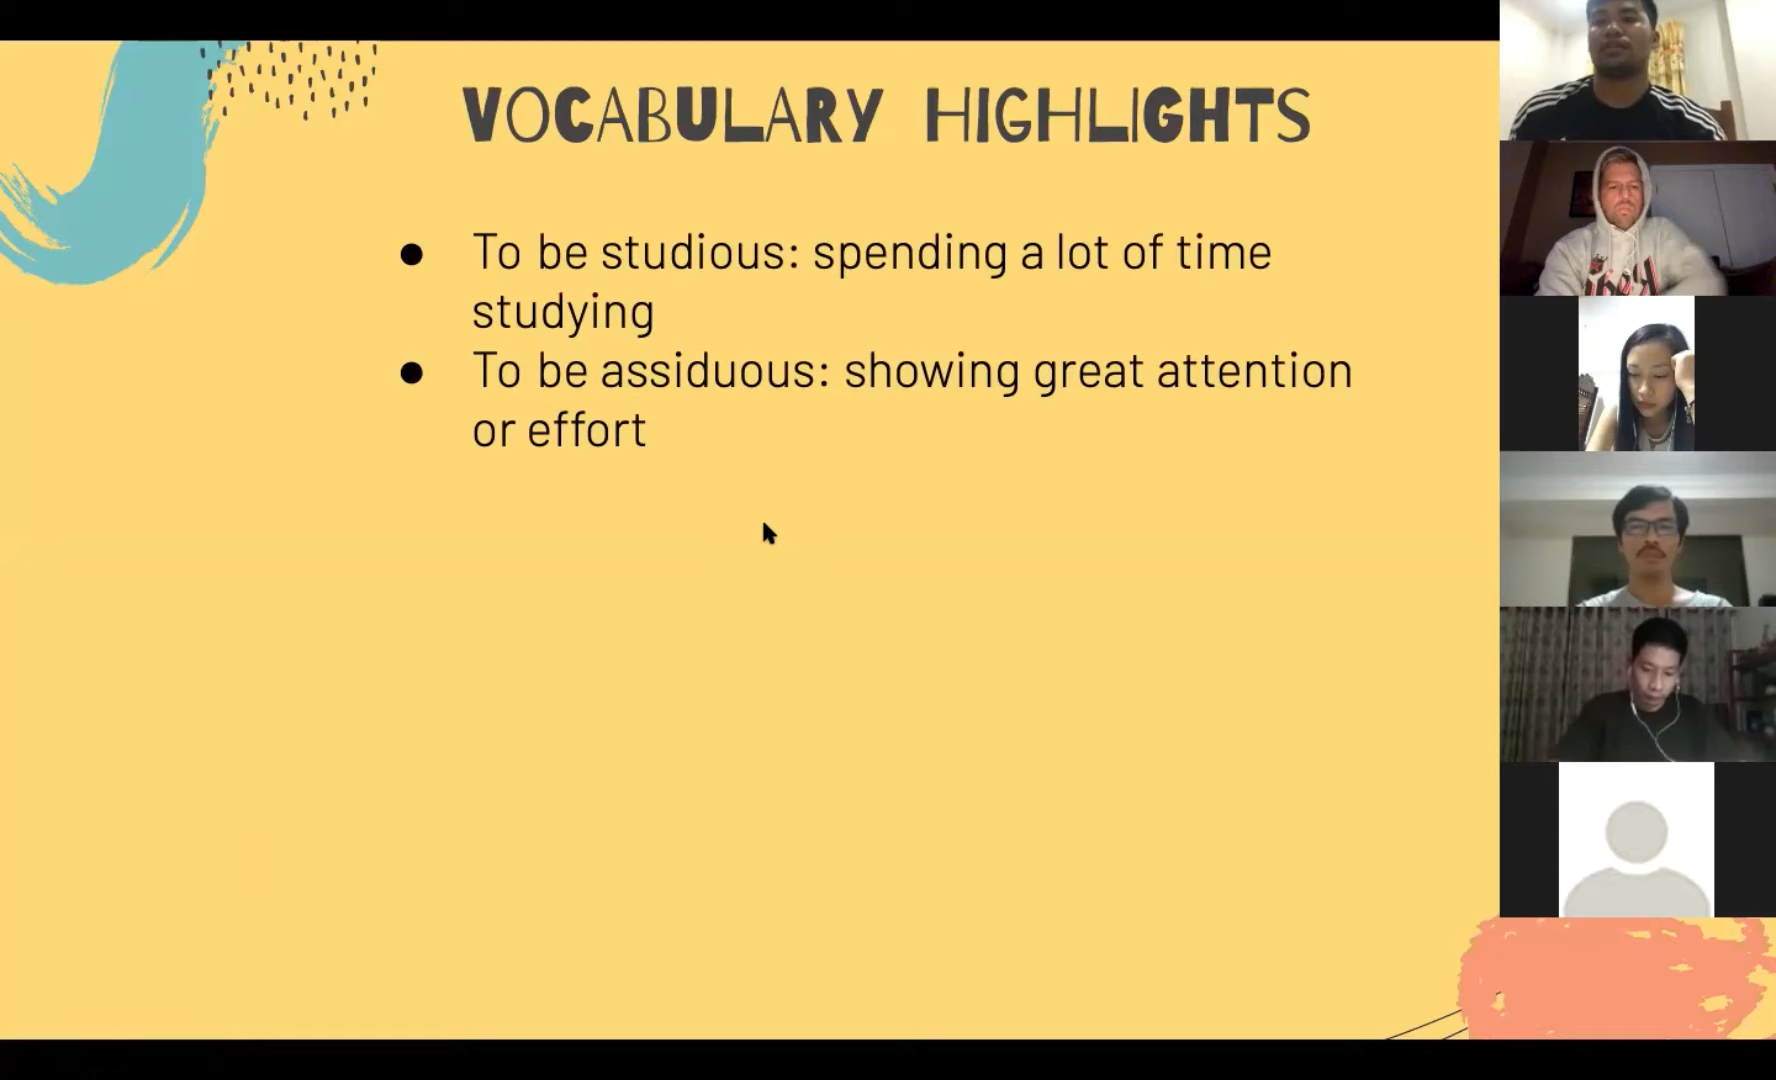 VOCABULARY HIGHLIGHTS
● To be studious: spending a lot of time
studying
● To be assiduous: showing great attention
or effort